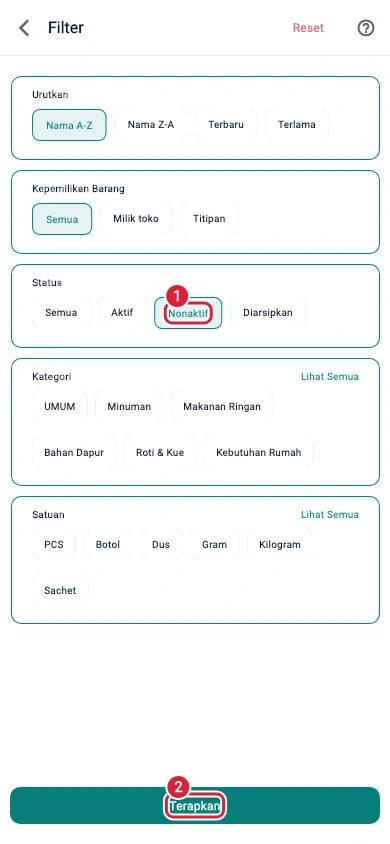 Filter Reset
Urutkan
Nama A-Z Nama Z-A Terbaru Terlama
Kepemilikan Barang
Semua Milik toko Titipan
Status
1
Semua Aktif Nonaktif Diarsipkan
Kategori Lihat Semua
UMUM Minuman Makanan Ringan
Bahan Dapur Roti & Kue Kebutuhan Rumah
Satuan Lihat Semua
PCS Botol Dus Gram Kilogram
Sachet
2
Terapkan